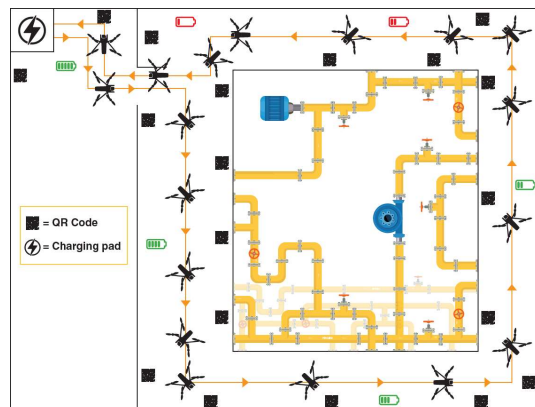 = QR Code
= Charging pad